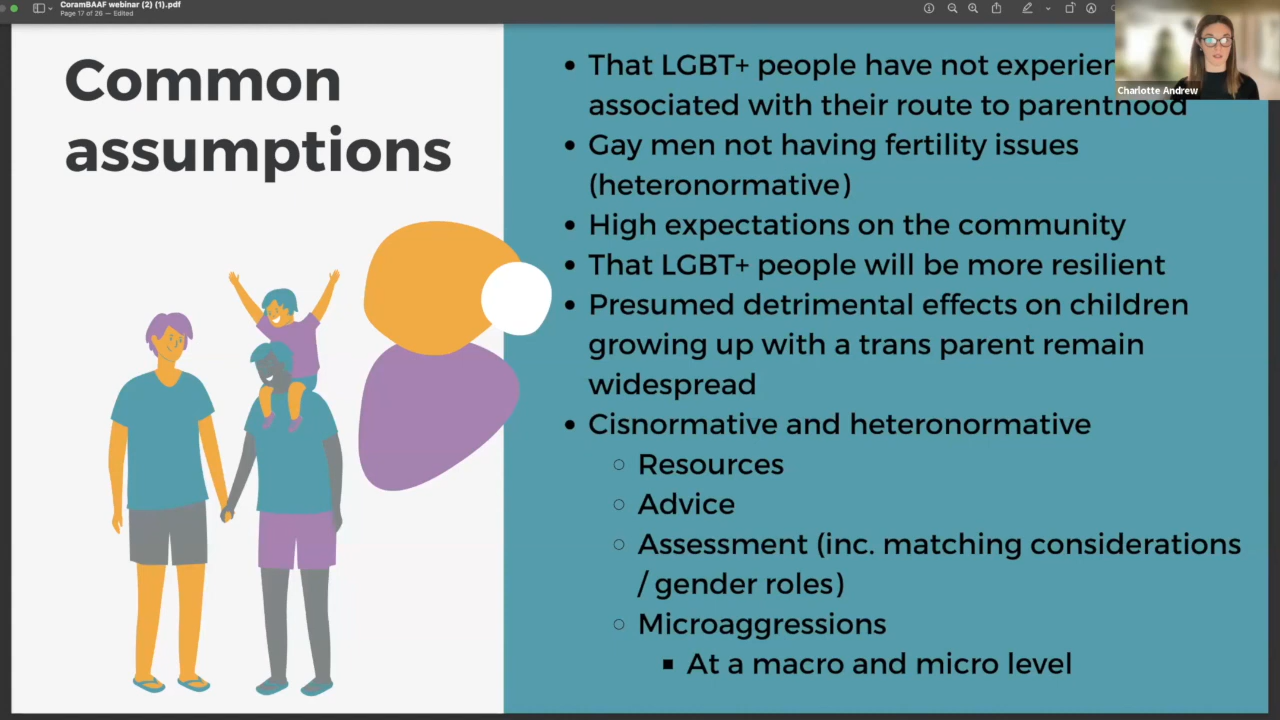 CoramBAAF webinar (2) (1).pdf
Page 17 of 26 — Edited
Charlotte Andrew
Common
assumptions
• That LGBT+ people have not
associated with their route to parenthood
• Gay men not having fertility issues
(heteronormative)
• High expectations on the community
• That LGBT+ people will be more resilient
• Presumed detrimental effects on children
growing up with a trans parent remain
widespread
• Cisnormative and heteronormative
○ Resources
○ Advice
○ Assessment (inc. matching considerations
/ gender roles)
○ Microaggressions
▪ At a macro and micro level